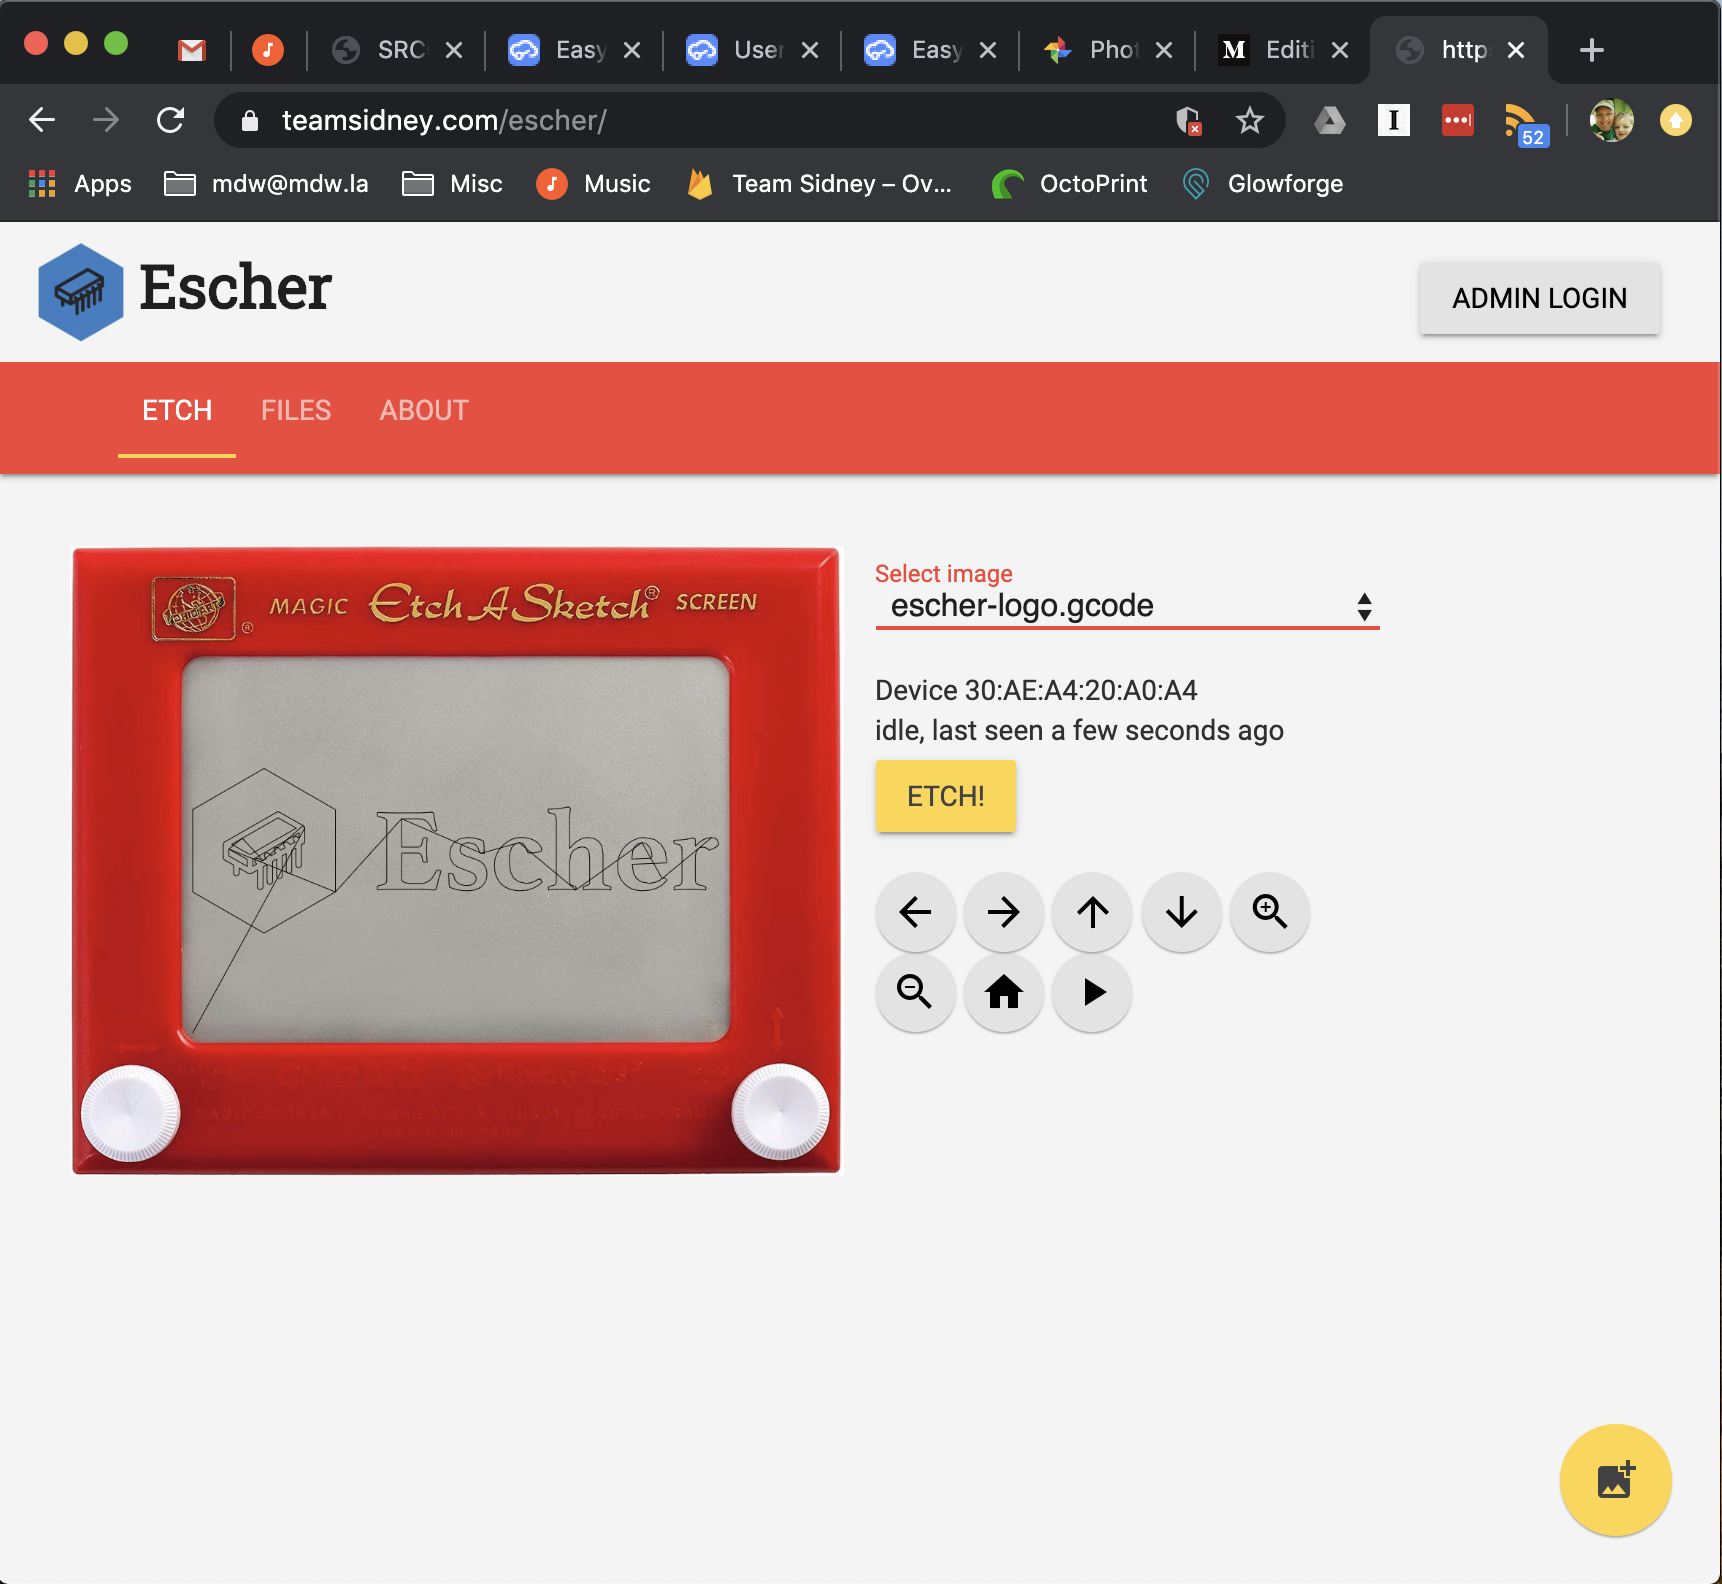 SRC
Easy
User
Easy
Phot
M
Editi
http
teamsidney.com/escher/
I
52
Apps
mdw@mdw.la
Misc
Music
Team Sidney – Ov...
OctoPrint
Glowforge
Escher
ADMIN LOGIN
ETCH
FILES
ABOUT
MAGIC Etch A Sketch® SCREEN
®
Escher
Select image
escher-logo.gcode
Device 30:AE:A4:20:A0:A4
idle, last seen a few seconds ago
ETCH!